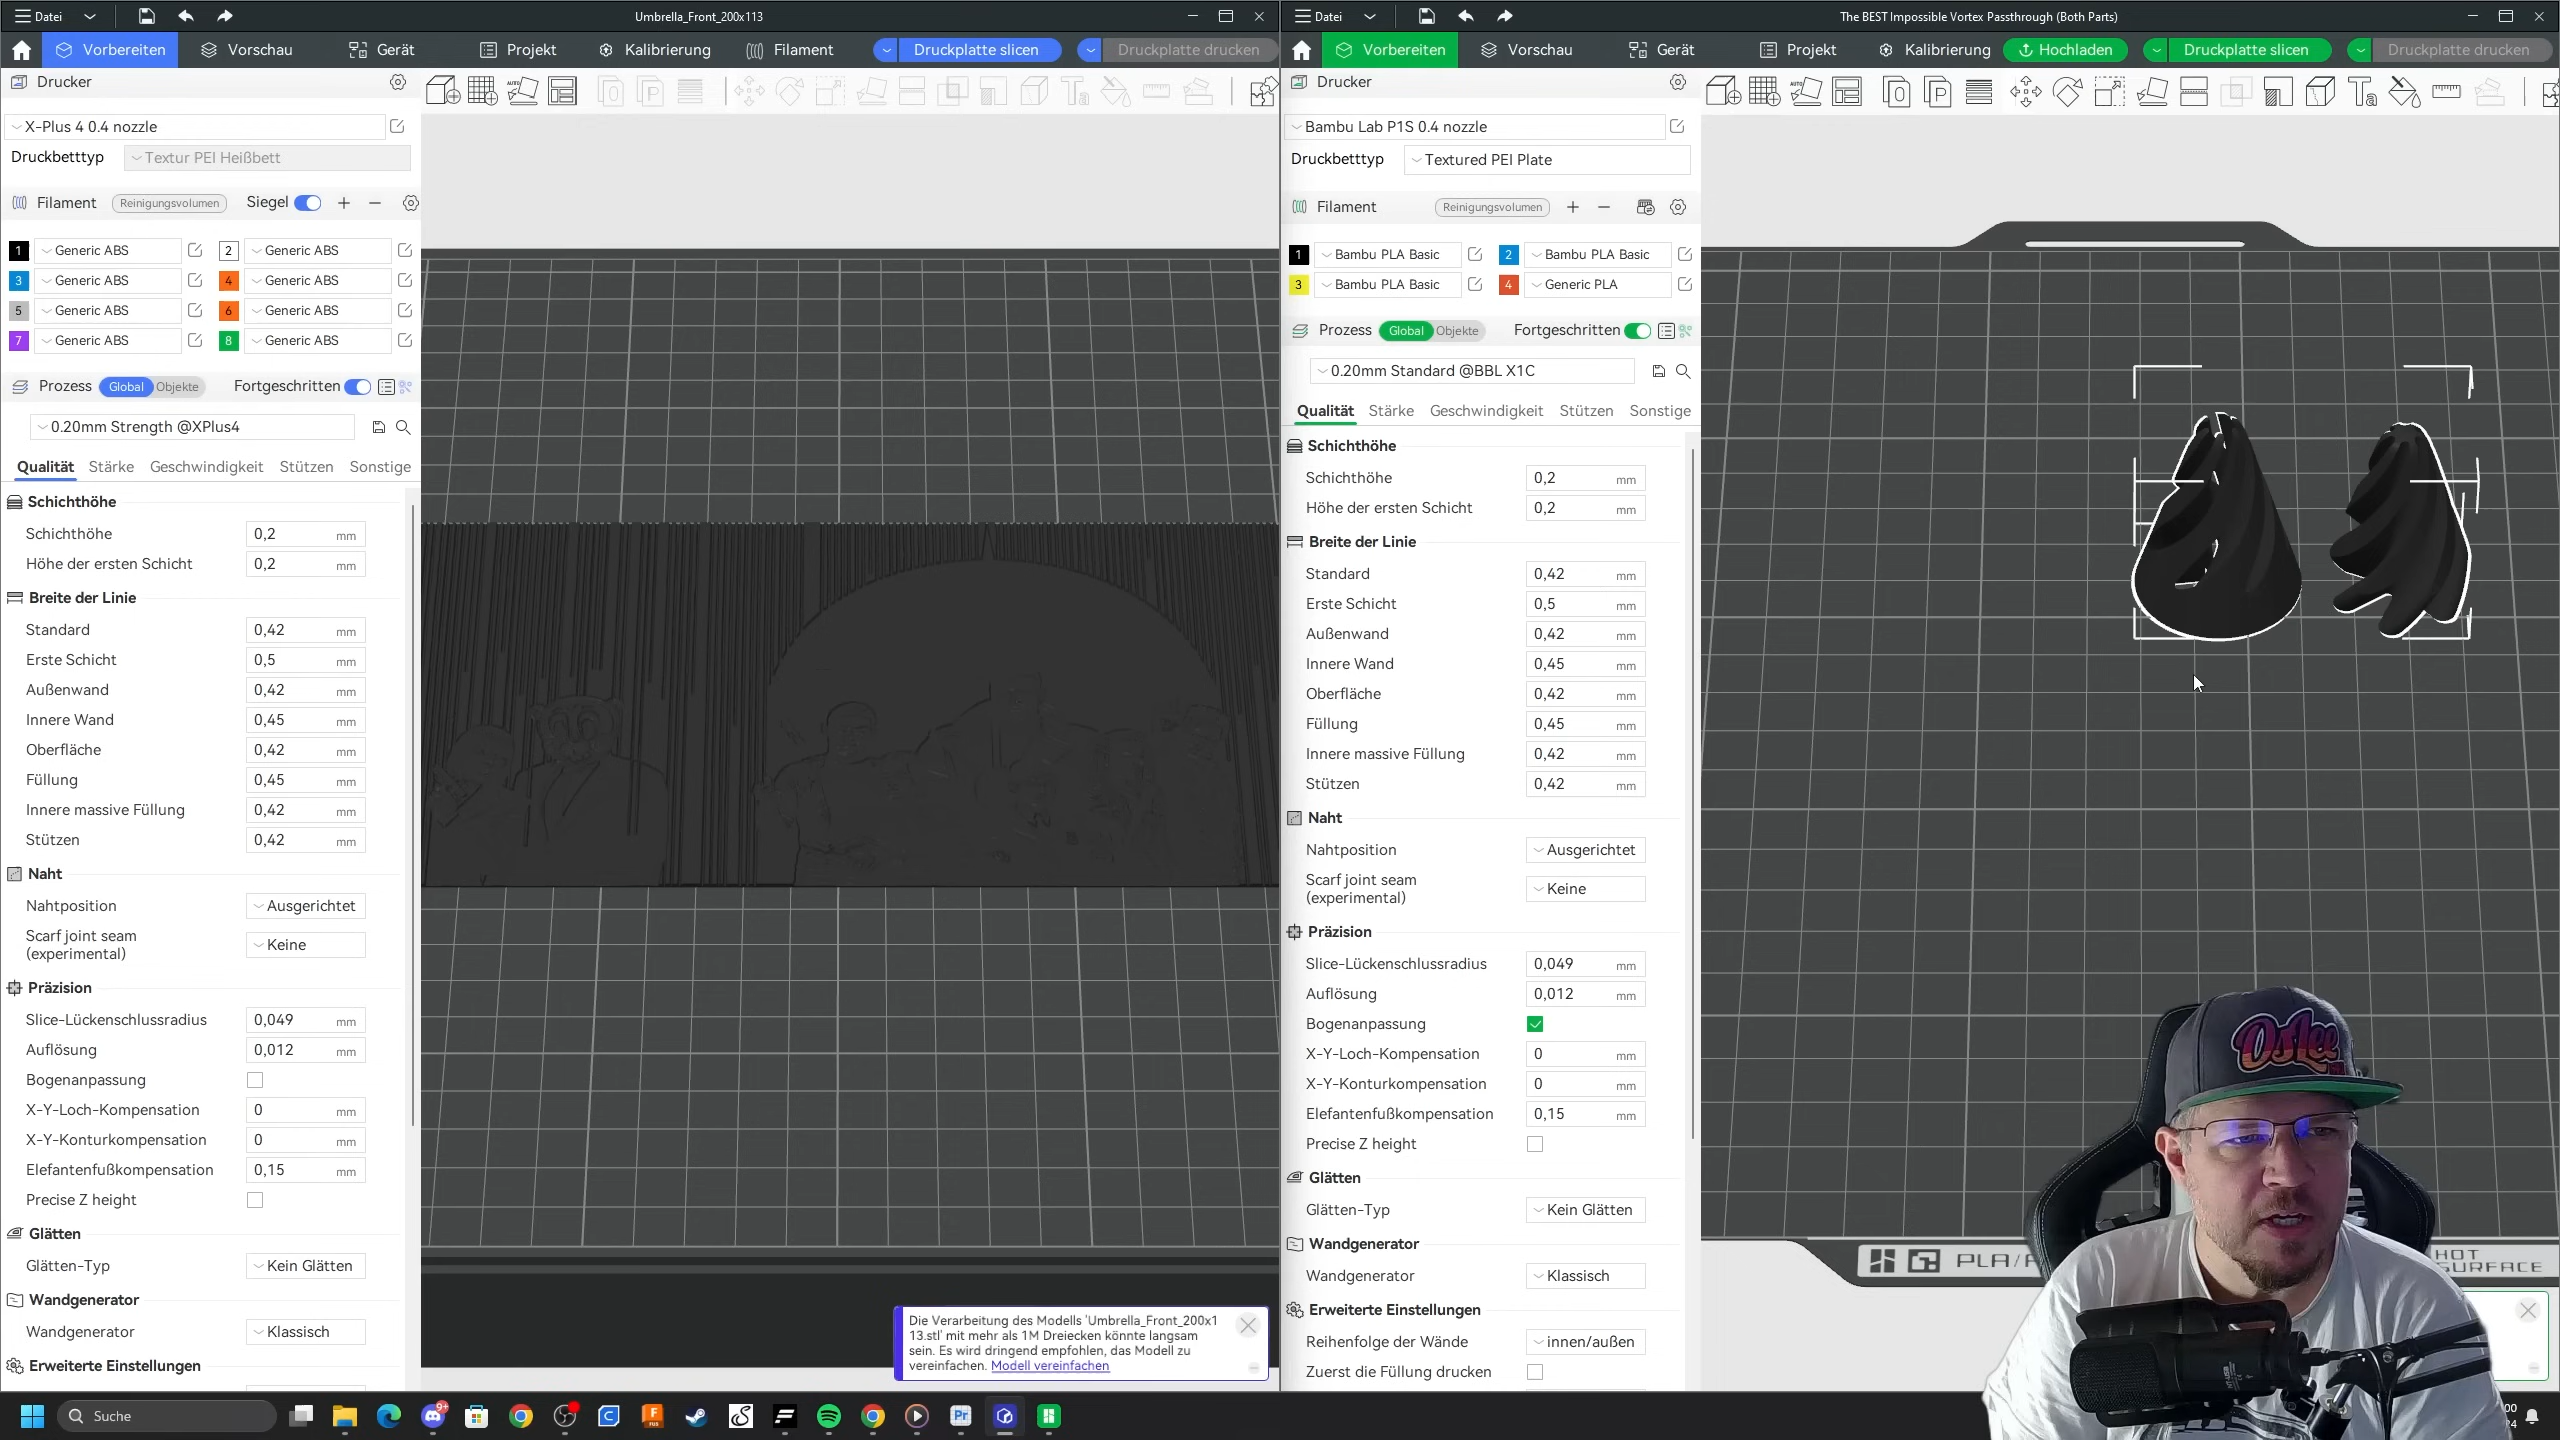 Datei
Umbrella_Front_200x113
Vorbereiten
Vorschau
Gerät
Projekt
Kalibrierung
Filament
Druckplatte slicen
Druckplatte drucken
Drucker
X-Plus 4 0.4 nozzle
Druckbetttyp
Textur PEI Heißbett
Filament
Reinigungsvolumen
Siegel
1 Generic ABS
2 Generic ABS
3 Generic ABS
4 Generic ABS
5 Generic ABS
6 Generic ABS
7 Generic ABS
8 Generic ABS
Prozess
Global
Objekte
Fortgeschritten
0.20mm Strength @XPlus4
Qualität
Stärke
Geschwindigkeit
Stützen
Sonstige
Schichthöhe
Schichthöhe 0,2 mm
Höhe der ersten Schicht 0,2 mm
Breite der Linie
Standard 0,42 mm
Erste Schicht 0,5 mm
Außenwand 0,42 mm
Innere Wand 0,45 mm
Oberfläche 0,42 mm
Füllung 0,45 mm
Innere massive Füllung 0,42 mm
Stützen 0,42 mm
Naht
Nahtposition Ausgerichtet
Scarf joint seam
(experimental)
Keine
Präzision
Slice-Lückenschlussradius 0,049 mm
Auflösung 0,012 mm
Bogenanpassung
X-Y-Loch-Kompensation 0 mm
X-Y-Konturkompensation 0 mm
Elefantenfußkompensation 0,15 mm
Precise Z height
Glätten
Glätten-Typ Kein Glätten
Wandgenerator
Wandgenerator Klassisch
Erweiterte Einstellungen
Die Verarbeitung des Modells 'Umbrella_Front_200x1
13.stl' mit mehr als 1M Dreiecken könnte langsam
sein. Es wird dringend empfohlen, das Modell zu
vereinfachen. Modell vereinfachen
Datei
The BEST Impossible Vortex Passthrough (Both Parts)
Vorbereiten
Vorschau
Gerät
Projekt
Kalibrierung
Hochladen
Druckplatte slicen
Druckplatte drucken
Drucker
Bambu Lab P1S 0.4 nozzle
Druckbetttyp
Textured PEI Plate
Filament
Reinigungsvolumen
1 Bambu PLA Basic
2 Bambu PLA Basic
3 Bambu PLA Basic
4 Generic PLA
Prozess
Global
Objekte
Fortgeschritten
0.20mm Standard @BBL X1C
Qualität
Stärke
Geschwindigkeit
Stützen
Sonstige
Schichthöhe
Schichthöhe 0,2 mm
Höhe der ersten Schicht 0,2 mm
Breite der Linie
Standard 0,42 mm
Erste Schicht 0,5 mm
Außenwand 0,42 mm
Innere Wand 0,45 mm
Oberfläche 0,42 mm
Füllung 0,45 mm
Innere massive Füllung 0,42 mm
Stützen 0,42 mm
Naht
Nahtposition Ausgerichtet
Scarf joint seam
(experimental)
Keine
Präzision
Slice-Lückenschlussradius 0,049 mm
Auflösung 0,012 mm
Bogenanpassung
X-Y-Loch-Kompensation 0 mm
X-Y-Konturkompensation 0 mm
Elefantenfußkompensation 0,15 mm
Precise Z height
Glätten
Glätten-Typ Kein Glätten
Wandgenerator
Wandgenerator Klassisch
Erweiterte Einstellungen
Reihenfolge der Wände innen/außen
Zuerst die Füllung drucken
PLA/
HOT
SURFACE
OsLee
Suche
9+
Pr